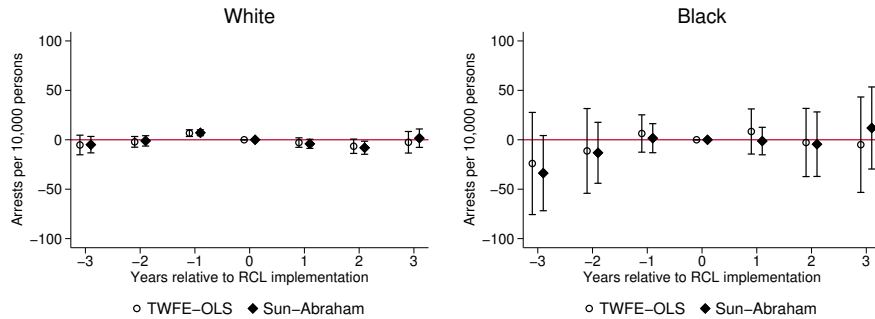 White
Arrests per 10,000 persons
100
50
0
−50
−100
−3 −2 −1 0 1 2 3
Years relative to RCL implementation
TWFE−OLS Sun−Abraham
Black
Arrests per 10,000 persons
100
50
0
−50
−100
−3 −2 −1 0 1 2 3
Years relative to RCL implementation
TWFE−OLS Sun−Abraham